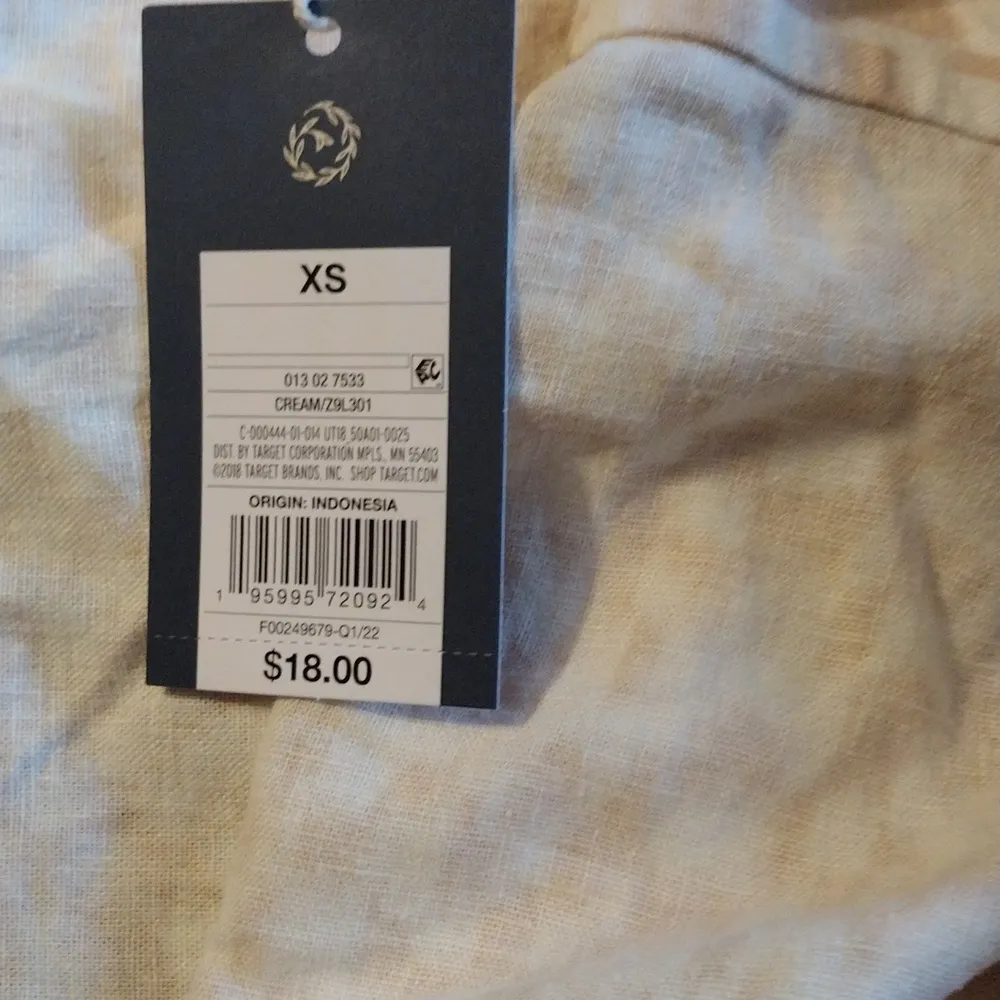 XS
013 02 7533
CREAM/Z9L301
C-000444-01-014 UT18 50A01-0025
DIST. BY TARGET CORPORATION MPLS., MN 55403
©2018 TARGET BRANDS, INC. SHOP TARGET.COM
ORIGIN: INDONESIA
1 95995 72092 4
F00249679-Q1/22
$18.00